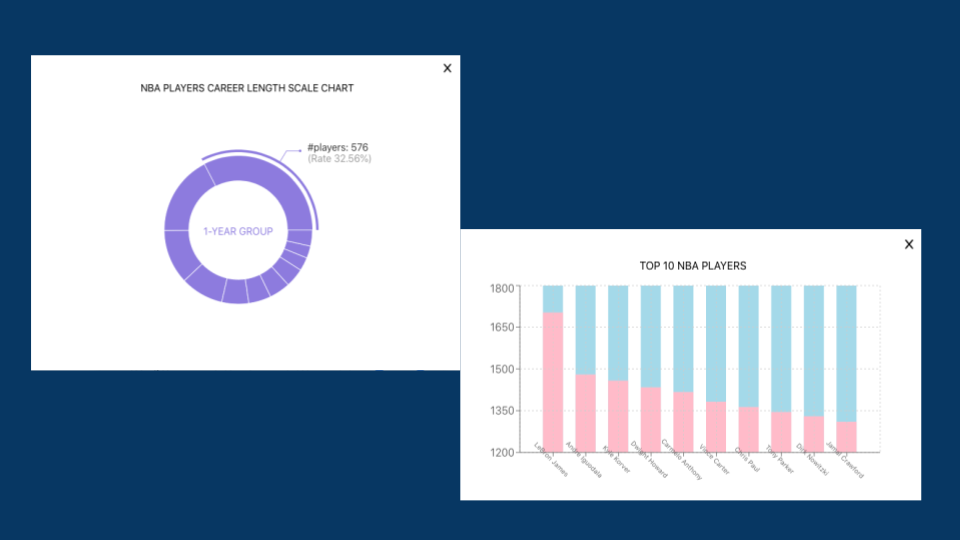 X
NBA PLAYERS CAREER LENGTH SCALE CHART
#players: 576
(Rate 32.56%)
1-YEAR GROUP
X
TOP 10 NBA PLAYERS
1800
1650
1500
1350
1200
LeBron James
Andre Iguodala
Kyle Korver
Dwight Howard
Carmelo Anthony
Vince Carter
Chris Paul
Tony Parker
Dirk Nowitzki
Jamal Crawford